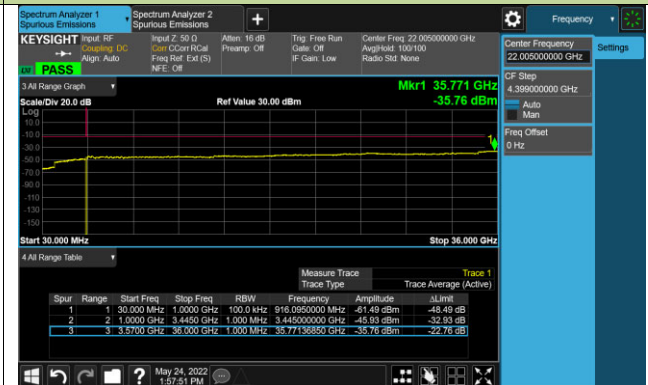 Spectrum Analyzer 1
Spurious Emissions
Spectrum Analyzer 2
Spurious Emissions
+
Frequency
KEYSIGHT
Input: RF
Coupling: DC
Align: Auto
Input Z: 50 Ω
Corr CCorr RCal
Freq Ref: Ext (S)
NFE: Off
Atten: 16 dB
Preamp: Off
Trig: Free Run
Gate: Off
IF Gain: Low
Center Freq: 22.005000000 GHz
Avg|Hold: 100/100
Radio Std: None
PASS
Center Frequency
22.005000000 GHz
Settings
CF Step
4.399000000 GHz
Auto
Man
Freq Offset
0 Hz
3 All Range Graph
Mkr1 35.771 GHz
Scale/Div 20.0 dB
Ref Value 30.00 dBm
-35.76 dBm
Log
10.0
-10.0
-30.0
-50.0
-70.0
-90.0
-110
-130
-150
1
Start 30.000 MHz
Stop 36.000 GHz
4 All Range Table
Measure Trace Trace 1
Trace Type Trace Average (Active)
Spur Range Start Freq Stop Freq RBW Frequency Amplitude ΔLimit
1 1 30.000 MHz 1.0000 GHz 100.0 kHz 916.0950000 MHz -61.49 dBm -48.49 dB
2 2 1.0000 GHz 3.4450 GHz 1.000 MHz 3.445000000 GHz -45.93 dBm -32.93 dB
3 3 3.5700 GHz 36.000 GHz 1.000 MHz 35.77136850 GHz -35.76 dBm -22.76 dB
?
May 24, 2022
1:57:51 PM